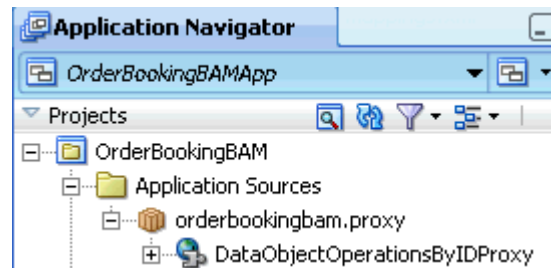 Application Navigator
OrderBookingBAMApp
Projects
OrderBookingBAM
Application Sources
orderbookingbam.proxy
DataObjectOperationsByIDProxy